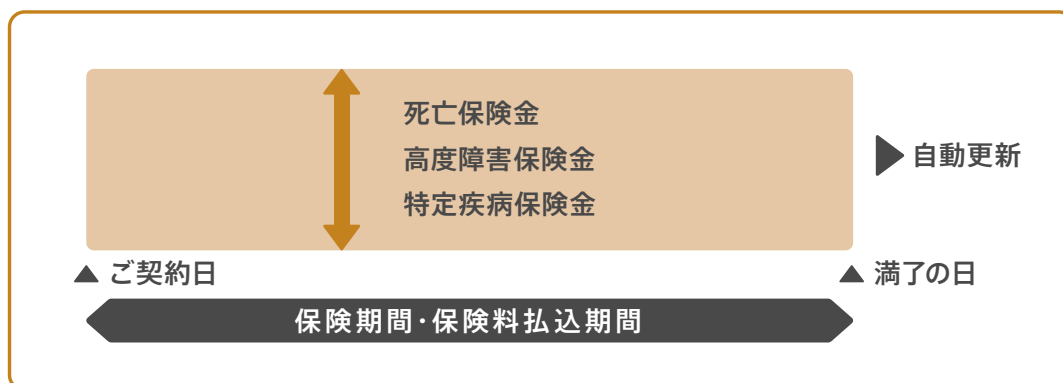 死亡保険金
高度障害保険金
特定疾病保険金
自動更新
ご契約日
満了の日
保険期間・保険料払込期間